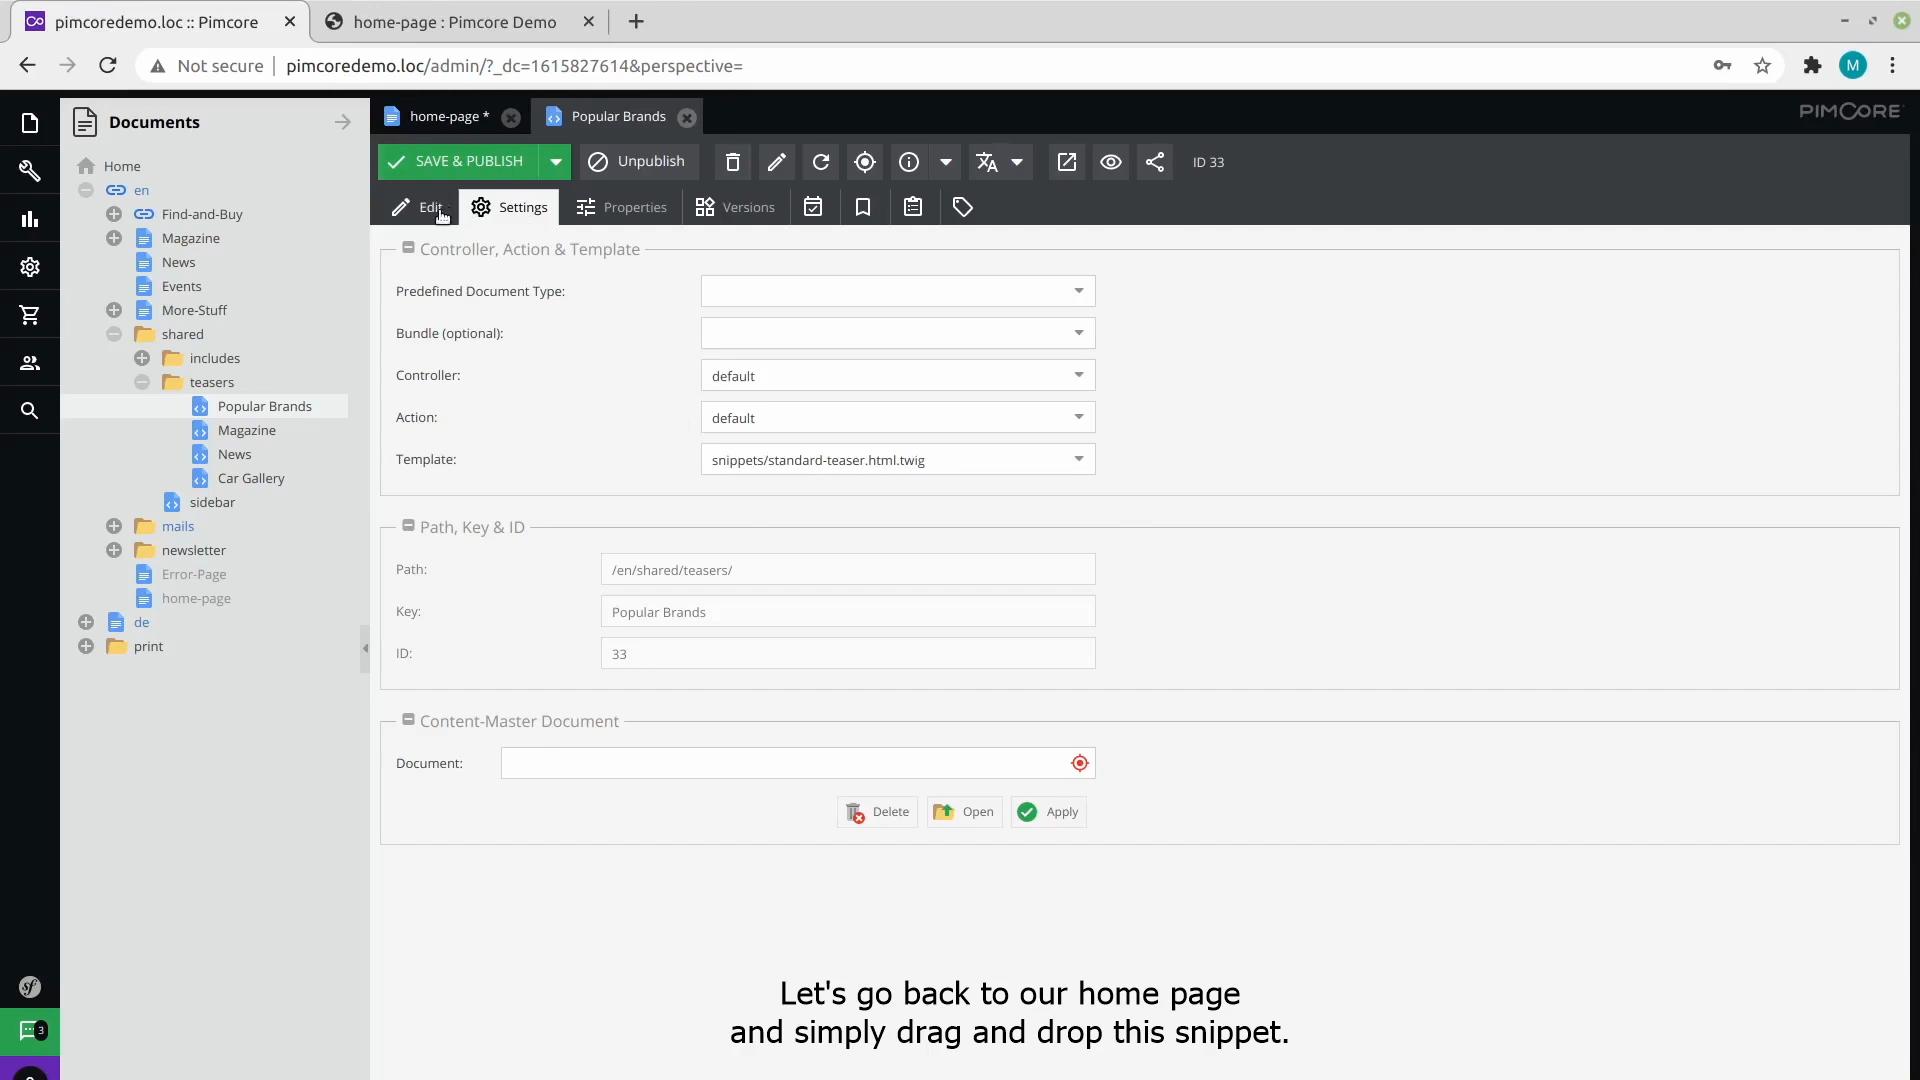 pimcoredemo.loc :: Pimcore
home-page : Pimcore Demo
Not secure
pimcoredemo.loc/admin/?_dc=1615827614&perspective=
M
Documents
home-page *
Popular Brands
PIMCORE
SAVE & PUBLISH
Unpublish
ID 33
Edit
Settings
Properties
Versions
Home
en
Find-and-Buy
Magazine
News
Events
More-Stuff
shared
includes
teasers
Popular Brands
Magazine
News
Car Gallery
sidebar
mails
newsletter
Error-Page
home-page
de
print
Controller, Action & Template
Predefined Document Type:
Bundle (optional):
Controller:
default
Action:
default
Template:
snippets/standard-teaser.html.twig
Path, Key & ID
Path:
/en/shared/teasers/
Key:
Popular Brands
ID:
33
Content-Master Document
Document:
Delete
Open
Apply
sf
3
Let's go back to our home page
and simply drag and drop this snippet.